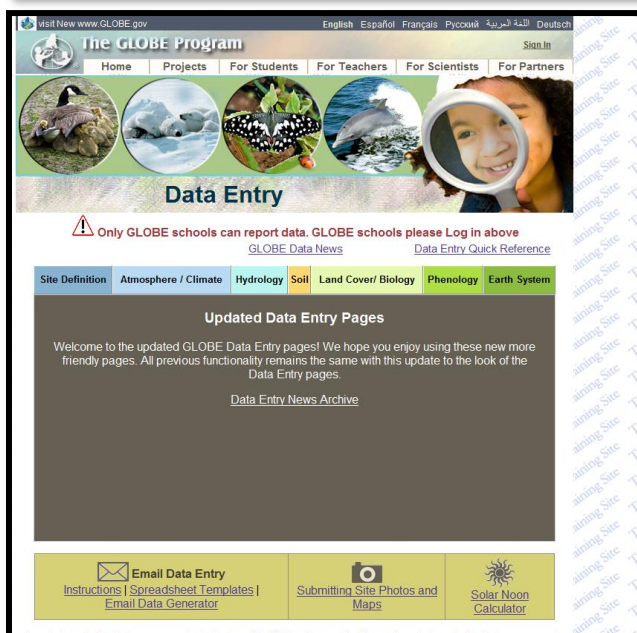 visit New www.GLOBE.gov English Español Français Русский اللغة العربية Deutsch
The GLOBE Program
Sign In
Home Projects For Students For Teachers For Scientists For Partners
Data Entry
Only GLOBE schools can report data. GLOBE schools please Log in above
GLOBE Data News Data Entry Quick Reference
Site Definition Atmosphere / Climate Hydrology Soil Land Cover/ Biology Phenology Earth System
Updated Data Entry Pages
Welcome to the updated GLOBE Data Entry pages! We hope you enjoy using these new more
friendly pages. All previous functionality remains the same with this update to the look of the
Data Entry pages.
Data Entry News Archive
Email Data Entry
Instructions | Spreadsheet Templates |
Email Data Generator
Submitting Site Photos and
Maps
Solar Noon
Calculator